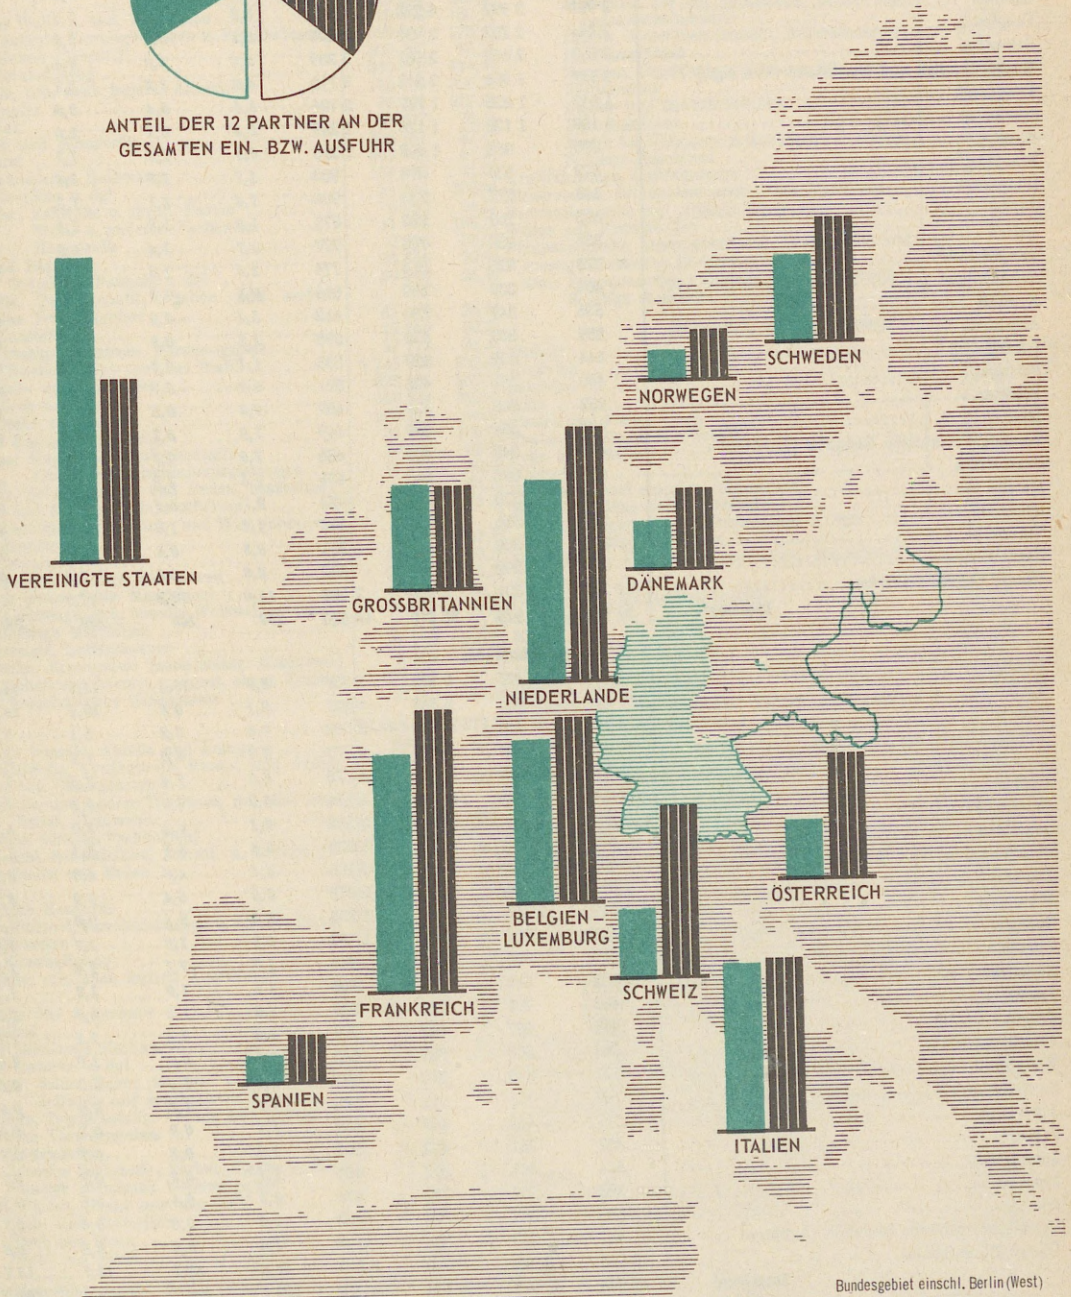 ANTEIL DER 12 PARTNER AN DER
GESAMTEN EIN– BZW. AUSFUHR
SCHWEDEN
NORWEGEN
VEREINIGTE STAATEN
GROSSBRITANNIEN
DÄNEMARK
NIEDERLANDE
ÖSTERREICH
BELGIEN–
LUXEMBURG
SCHWEIZ
FRANKREICH
SPANIEN
ITALIEN
Bundesgebiet einschl. Berlin (West)